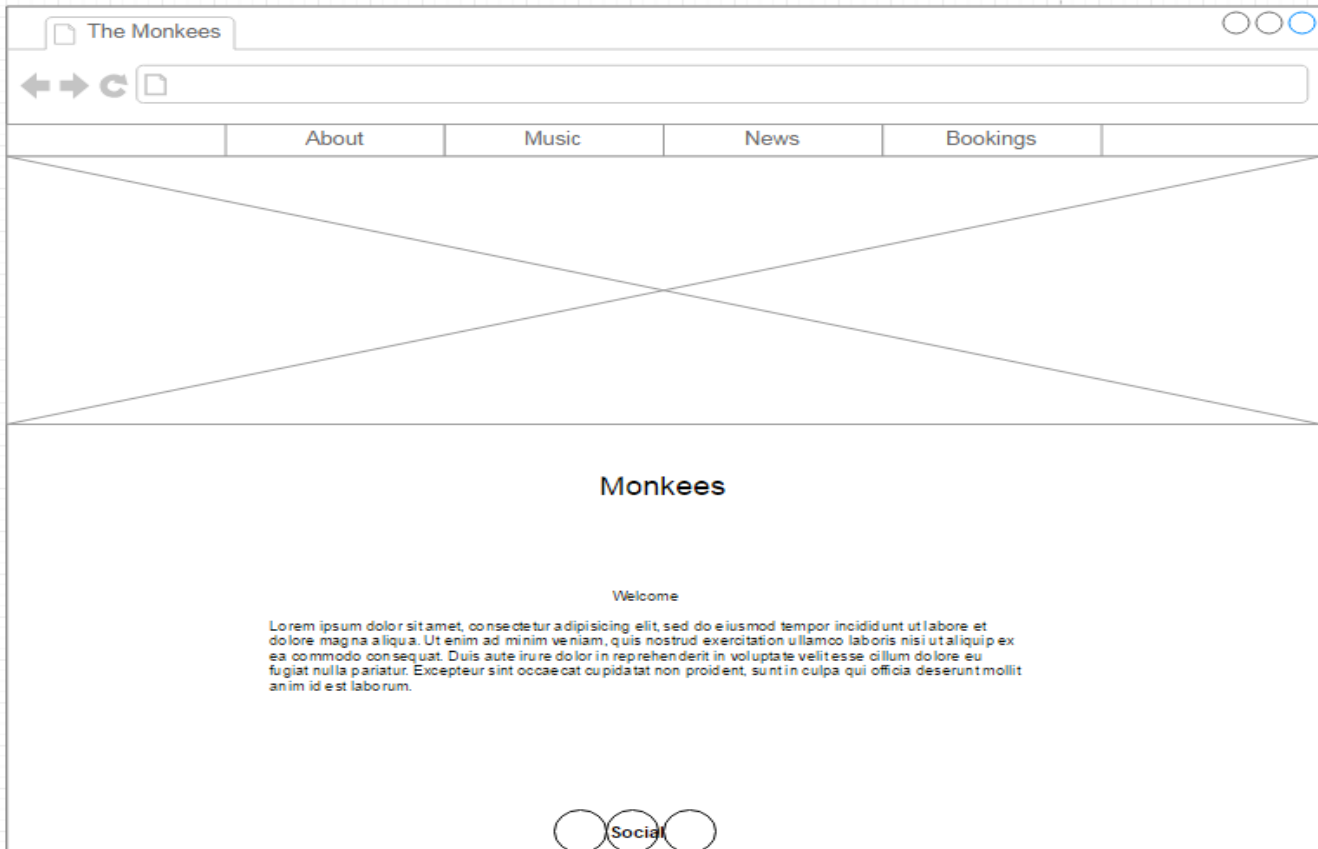 The Monkees
About Music News Bookings
Monkees
Welcome
Lorem ipsum dolor sit amet, consectetur adipisicing elit, sed do eiusmod tempor incididunt ut labore et
dolore magna aliqua. Ut enim ad minim veniam, quis nostrud exercitation ullamco laboris nisi ut aliquip ex
ea commodo consequat. Duis aute irure dolor in reprehenderit in voluptate velit esse cillum dolore eu
fugiat nulla pariatur. Excepteur sint occaecat cupidatat non proident, sunt in culpa qui officia deserunt mollit
anim id est laborum.
Social